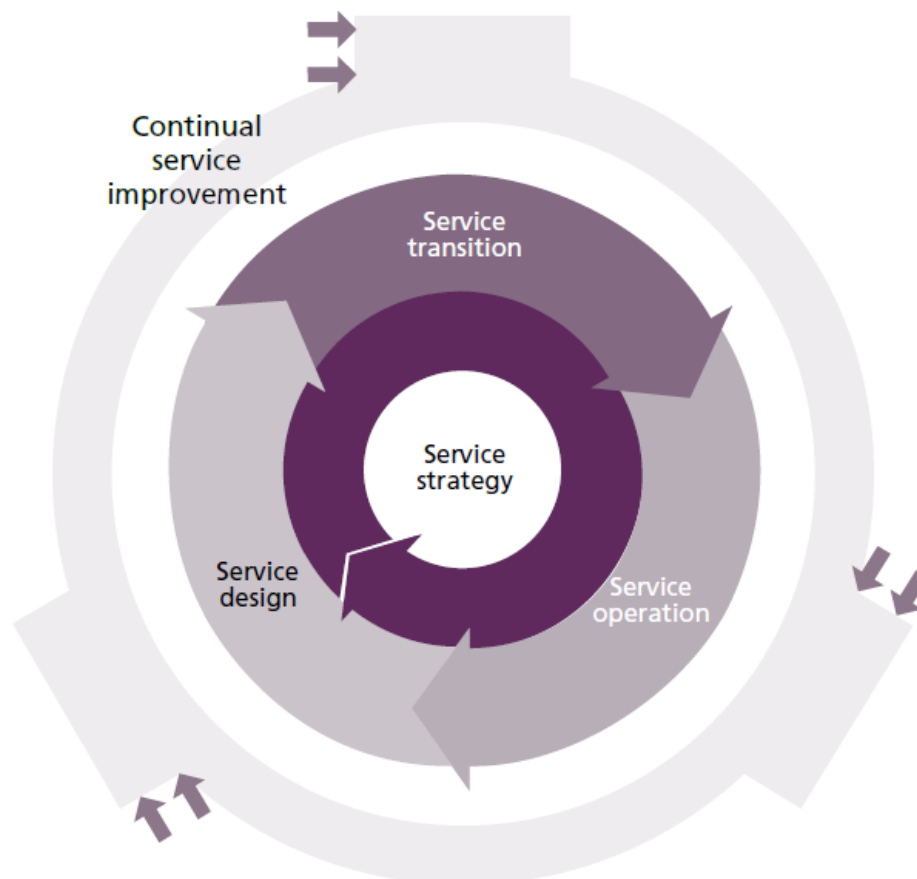 Continual
service
improvement
Service
transition
Service
strategy
Service
design
Service
operation